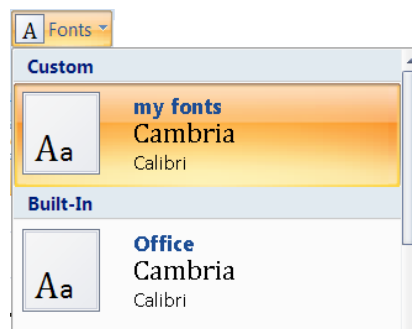 A Fonts
Custom
my fonts
Aa
Cambria
Calibri
Built-In
Office
Aa
Cambria
Calibri